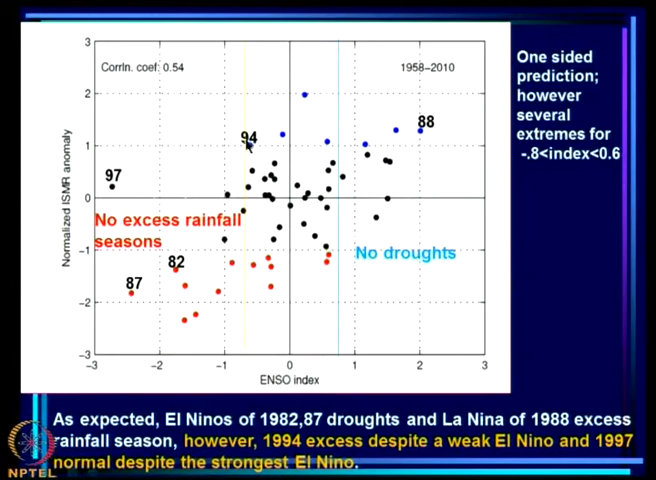 Corrln. coef: 0.54
1958-2010
Normalized ISMR anomaly
3
2
1
0
-1
-2
-3
-3
-2
-1
0
1
2
3
ENSO index
94
88
97
82
87
No excess rainfall
seasons
No droughts
One sided
prediction;
however
several
extremes for
-.8<index<0.6
As expected, El Ninos of 1982,87 droughts and La Nina of 1988 excess
rainfall season, however, 1994 excess despite a weak El Nino and 1997
normal despite the strongest El Nino.
NPTEL